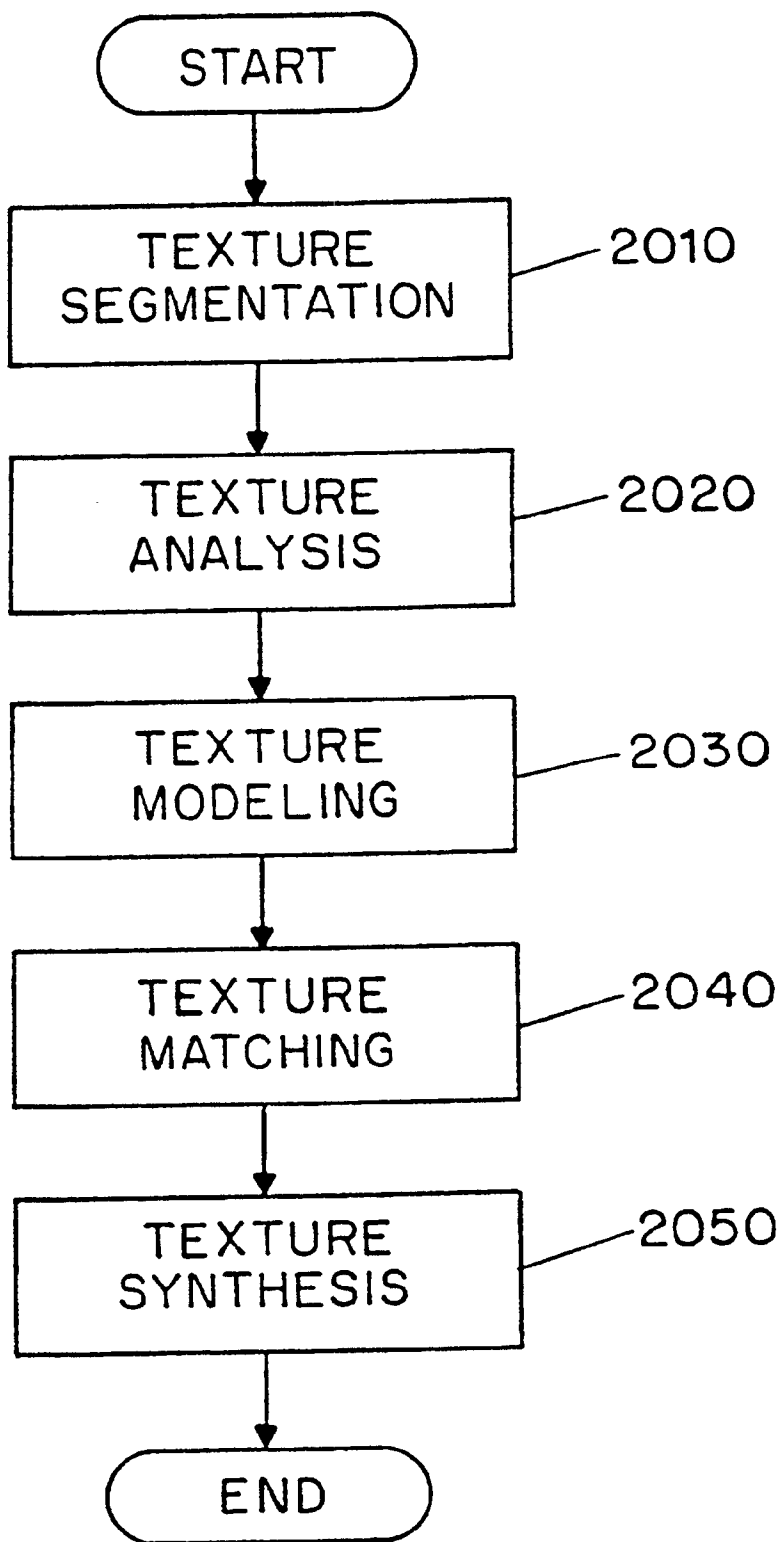 START
TEXTURE
SEGMENTATION
2010
TEXTURE
ANALYSIS
2020
TEXTURE
MODELING
2030
TEXTURE
MATCHING
2040
TEXTURE
SYNTHESIS
2050
END